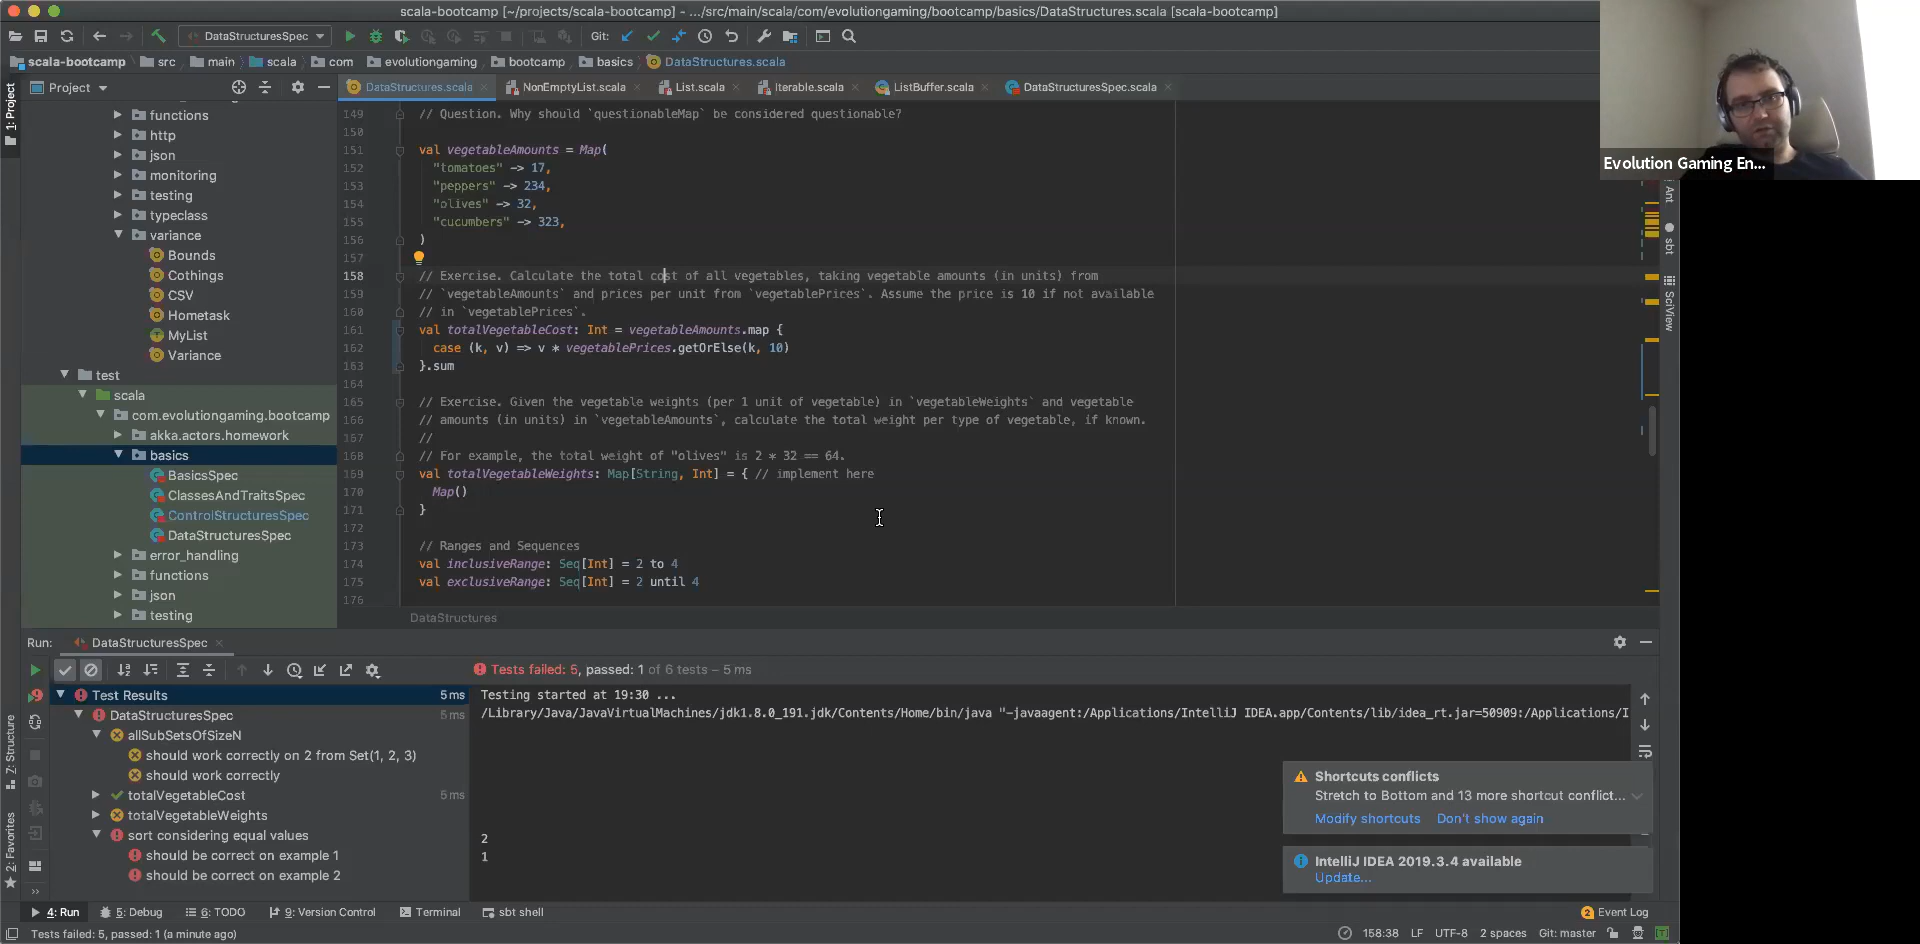 scala-bootcamp [~/projects/scala-bootcamp] - .../src/main/scala/com/evolutiongaming/bootcamp/basics/DataStructures.scala [scala-bootcamp]
DataStructuresSpec
Git:
scala-bootcamp
src
main
scala
com
evolutiongaming
bootcamp
basics
DataStructures.scala
1: Project
Project
DataStructures.scala
NonEmptyList.scala
List.scala
Iterable.scala
ListBuffer.scala
DataStructuresSpec.scala
functions
http
json
monitoring
testing
typeclass
variance
Bounds
Cothings
CSV
Hometask
MyList
Variance
test
scala
com.evolutiongaming.bootcamp
akka.actors.homework
basics
BasicsSpec
ClassesAndTraitsSpec
ControlStructuresSpec
DataStructuresSpec
error_handling
functions
json
testing
149 // Question. Why should `questionableMap` be considered questionable?
150
151 val vegetableAmounts = Map(
152 "tomatoes" -> 17,
153 "peppers" -> 234,
154 "olives" -> 32,
155 "cucumbers" -> 323,
156 )
157
158 // Exercise. Calculate the total cost of all vegetables, taking vegetable amounts (in units) from
159 // `vegetableAmounts` and prices per unit from `vegetablePrices`. Assume the price is 10 if not available
160 // in `vegetablePrices`.
161 val totalVegetableCost: Int = vegetableAmounts.map {
162 case (k, v) => v * vegetablePrices.getOrElse(k, 10)
163 }.sum
164
165 // Exercise. Given the vegetable weights (per 1 unit of vegetable) in `vegetableWeights` and vegetable
166 // amounts (in units) in `vegetableAmounts`, calculate the total weight per type of vegetable, if known.
167 //
168 // For example, the total weight of "olives" is 2 * 32 == 64.
169 val totalVegetableWeights: Map[String, Int] = { // implement here
170 Map()
171 }
172
173 // Ranges and Sequences
174 val inclusiveRange: Seq[Int] = 2 to 4
175 val exclusiveRange: Seq[Int] = 2 until 4
176
DataStructures
Evolution Gaming En...
Ant
sbt
SciView
Run:
DataStructuresSpec
Tests failed: 5, passed: 1 of 6 tests – 5 ms
Test Results 5 ms
DataStructuresSpec 5 ms
allSubSetsOfSizeN
should work correctly on 2 from Set(1, 2, 3)
should work correctly
totalVegetableCost 5 ms
totalVegetableWeights
sort considering equal values
should be correct on example 1
should be correct on example 2
Testing started at 19:30 ...
/Library/Java/JavaVirtualMachines/jdk1.8.0_191.jdk/Contents/Home/bin/java "-javaagent:/Applications/IntelliJ IDEA.app/Contents/lib/idea_rt.jar=50909:/Applications/I
2
1
Shortcuts conflicts
Stretch to Bottom and 13 more shortcut conflict...
Modify shortcuts
Don't show again
IntelliJ IDEA 2019.3.4 available
Update...
Z: Structure
2: Favorites
4: Run
5: Debug
6: TODO
9: Version Control
Terminal
sbt shell
2 Event Log
Tests failed: 5, passed: 1 (a minute ago)
158:38
LF
UTF-8
2 spaces
Git: master